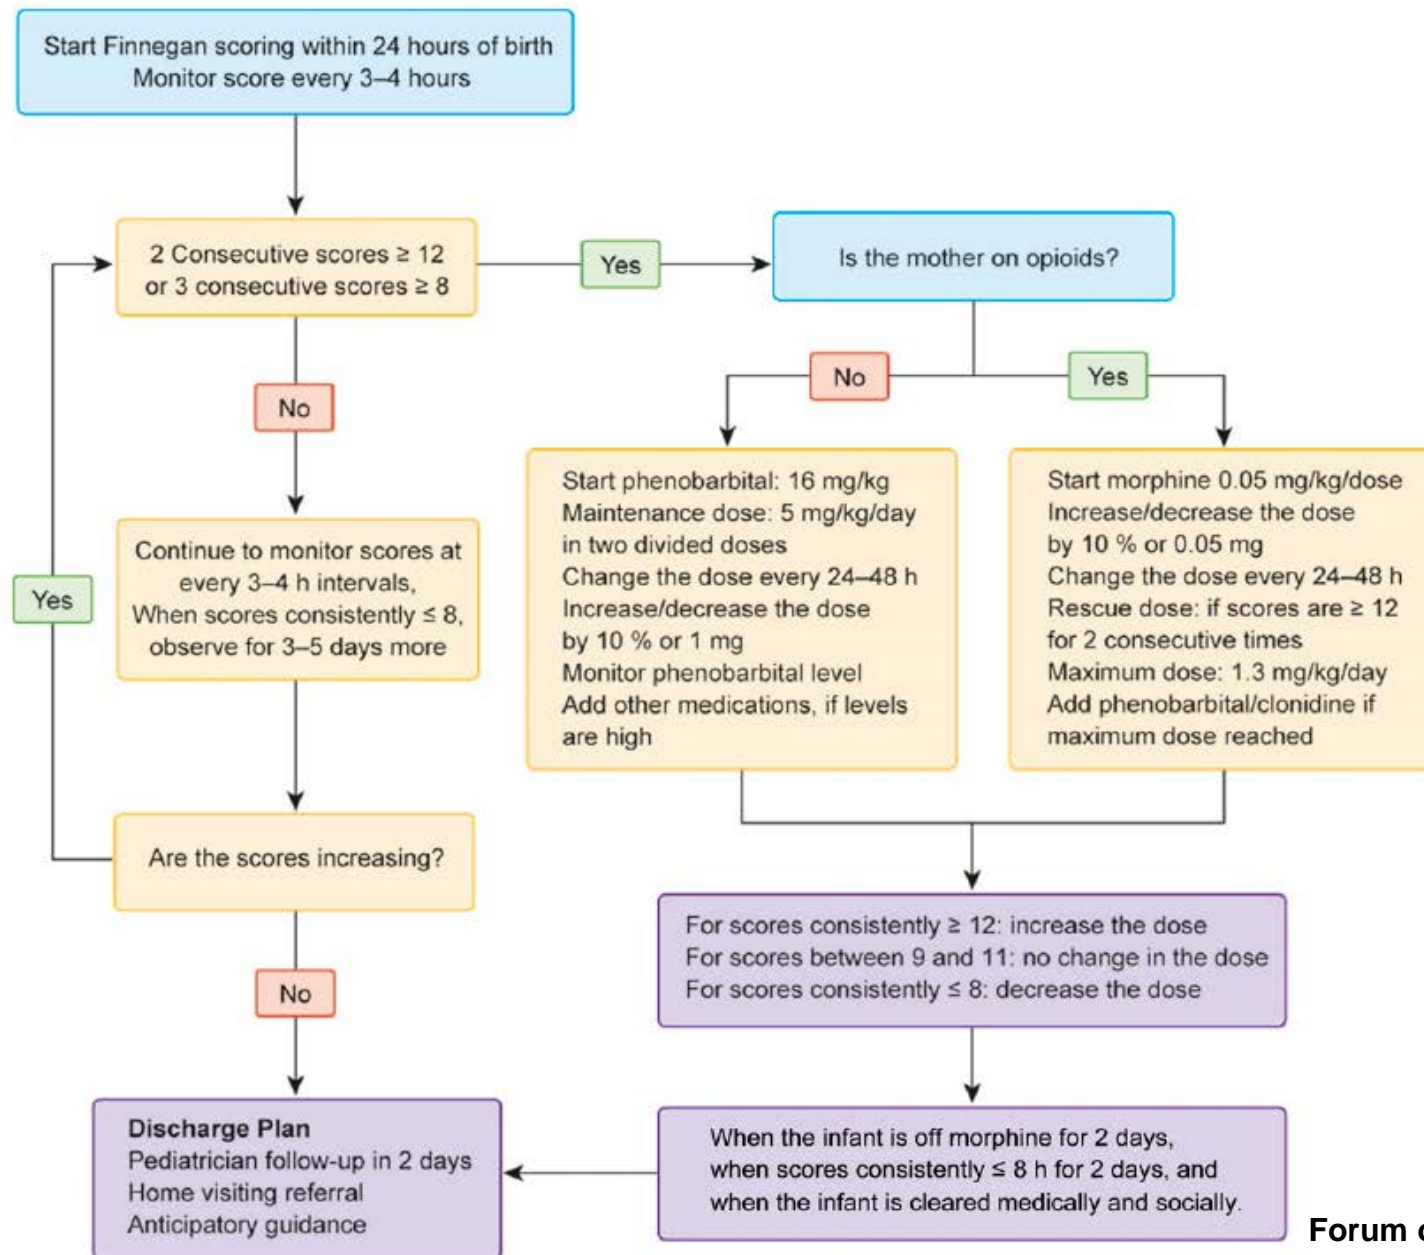 Start Finnegan scoring within 24 hours of birth
Monitor score every 3–4 hours
2 Consecutive scores ≥ 12
or 3 consecutive scores ≥ 8
Yes
Is the mother on opioids?
No
No
Yes
Start phenobarbital: 16 mg/kg
Maintenance dose: 5 mg/kg/day
in two divided doses
Change the dose every 24–48 h
Increase/decrease the dose
by 10 % or 1 mg
Monitor phenobarbital level
Add other medications, if levels
are high
Start morphine 0.05 mg/kg/dose
Increase/decrease the dose
by 10 % or 0.05 mg
Change the dose every 24–48 h
Rescue dose: if scores are ≥ 12
for 2 consecutive times
Maximum dose: 1.3 mg/kg/day
Add phenobarbital/clonidine if
maximum dose reached
Continue to monitor scores at
every 3–4 h intervals,
When scores consistently ≤ 8,
observe for 3–5 days more
Yes
Are the scores increasing?
For scores consistently ≥ 12: increase the dose
For scores between 9 and 11: no change in the dose
For scores consistently ≤ 8: decrease the dose
No
Discharge Plan
Pediatrician follow-up in 2 days
Home visiting referral
Anticipatory guidance
When the infant is off morphine for 2 days,
when scores consistently ≤ 8 h for 2 days, and
when the infant is cleared medically and socially.
Forum